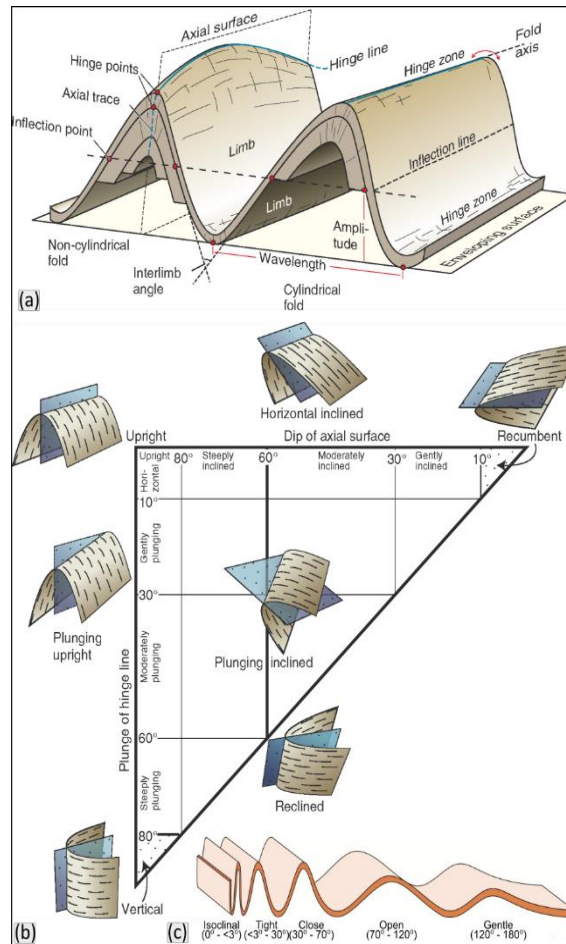 Axial surface
Hinge points
Axial trace
Inflection point
Hinge line
Hinge zone
Fold
axis
Limb
Limb
Inflection line
Hinge zone
Ampli-
tude
Enveloping surface
Non-cylindrical
fold
Interlimb
angle
Wavelength
Cylindrical
fold
(a)
Horizontal inclined
Upright
Dip of axial surface
Recumbent
Upright
80°
Steeply
inclined
60°
Moderately
inclined
30°
Gently
inclined
10°
Hori-
zontal
10°
Gently
plunging
30°
Plunging
upright
Moderately
plunging
Plunging inclined
Plunge of hinge line
60°
Reclined
Steeply
plunging
80°
Vertical
(b)
(c)
Isoclinal
(0° - <3°)
Tight
(<3° - 30°)
Close
(30° - 70°)
Open
(70° - 120°)
Gentle
(120° - 180°)